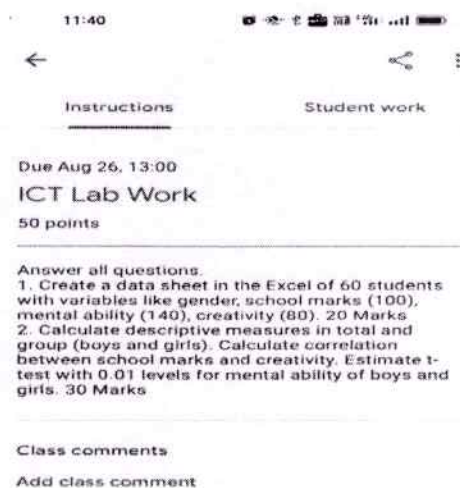 11:40
Instructions Student work
Due Aug 26, 13:00
ICT Lab Work
50 points
Answer all questions.
1. Create a data sheet in the Excel of 60 students
with variables like gender, school marks (100),
mental ability (140), creativity (80). 20 Marks
2. Calculate descriptive measures in total and
group (boys and girls). Calculate correlation
between school marks and creativity. Estimate t-
test with 0.01 levels for mental ability of boys and
girls. 30 Marks
Class comments
Add class comment